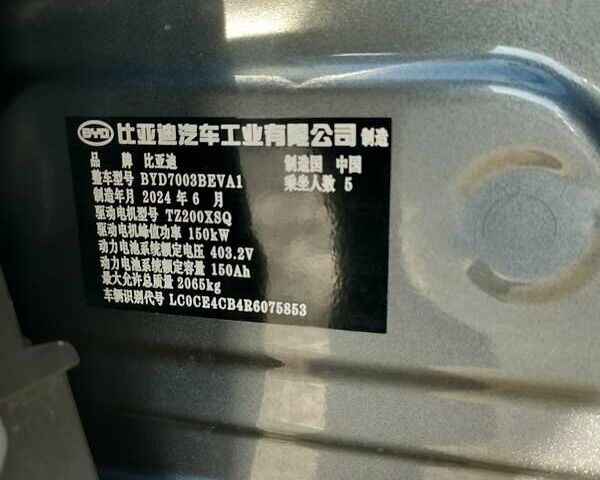 BYD 比亚迪汽车工业有限公司 制造
品 牌 比亚迪 制造国 中国
整车型号 BYD7003BEVA1 乘坐人数 5
制造年月 2024 年 6 月
驱动电机型号 TZ200XSQ
驱动电机峰值功率 150kW
动力电池系统额定电压 403.2V
动力电池系统额定容量 150Ah
最大允许总质量 2065kg
车辆识别代号 LC0CE4CB4R6075853